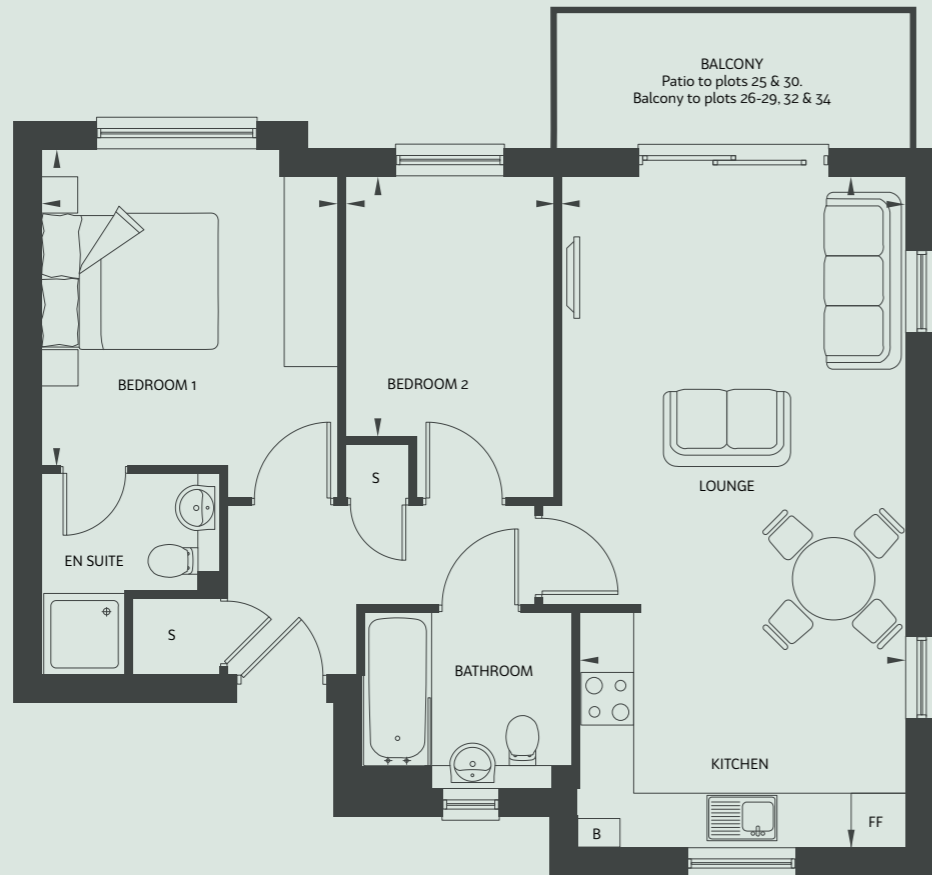 BALCONY
Patio to plots 25 & 30.
Balcony to plots 26-29, 32 & 34
BEDROOM 1
BEDROOM 2
S
LOUNGE
EN SUITE
S
BATHROOM
KITCHEN
B
FF